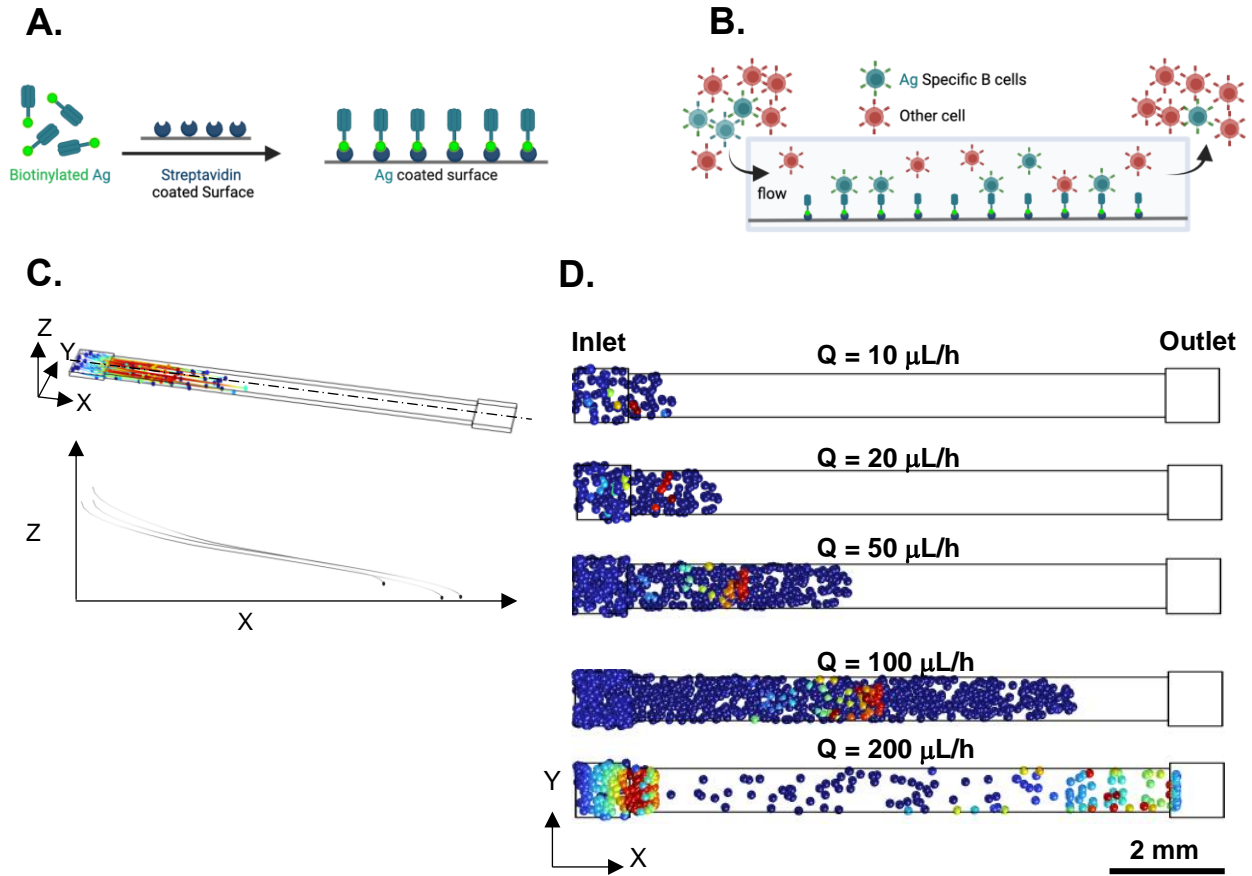 A.
Biotinylated Ag
Streptavidin
coated Surface
Ag coated surface
B.
Ag Specific B cells
Other cell
flow
C.
Z
Y
X
Z
X
D.
Inlet
Outlet
Q = 10 μL/h
Q = 20 μL/h
Q = 50 μL/h
Q = 100 μL/h
Q = 200 μL/h
Y
X
2 mm